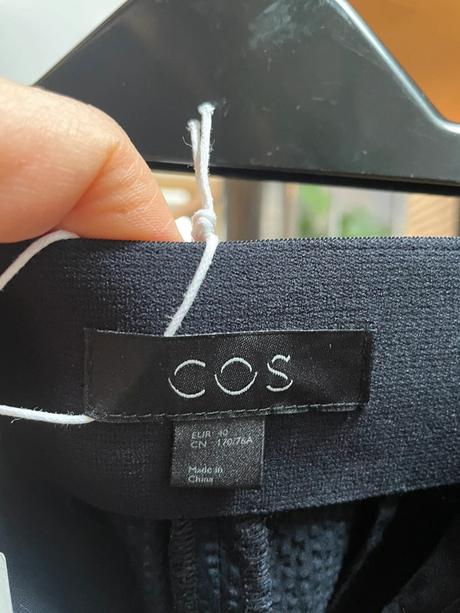 COS
EUR 40
CN 170/76A
Made in
China